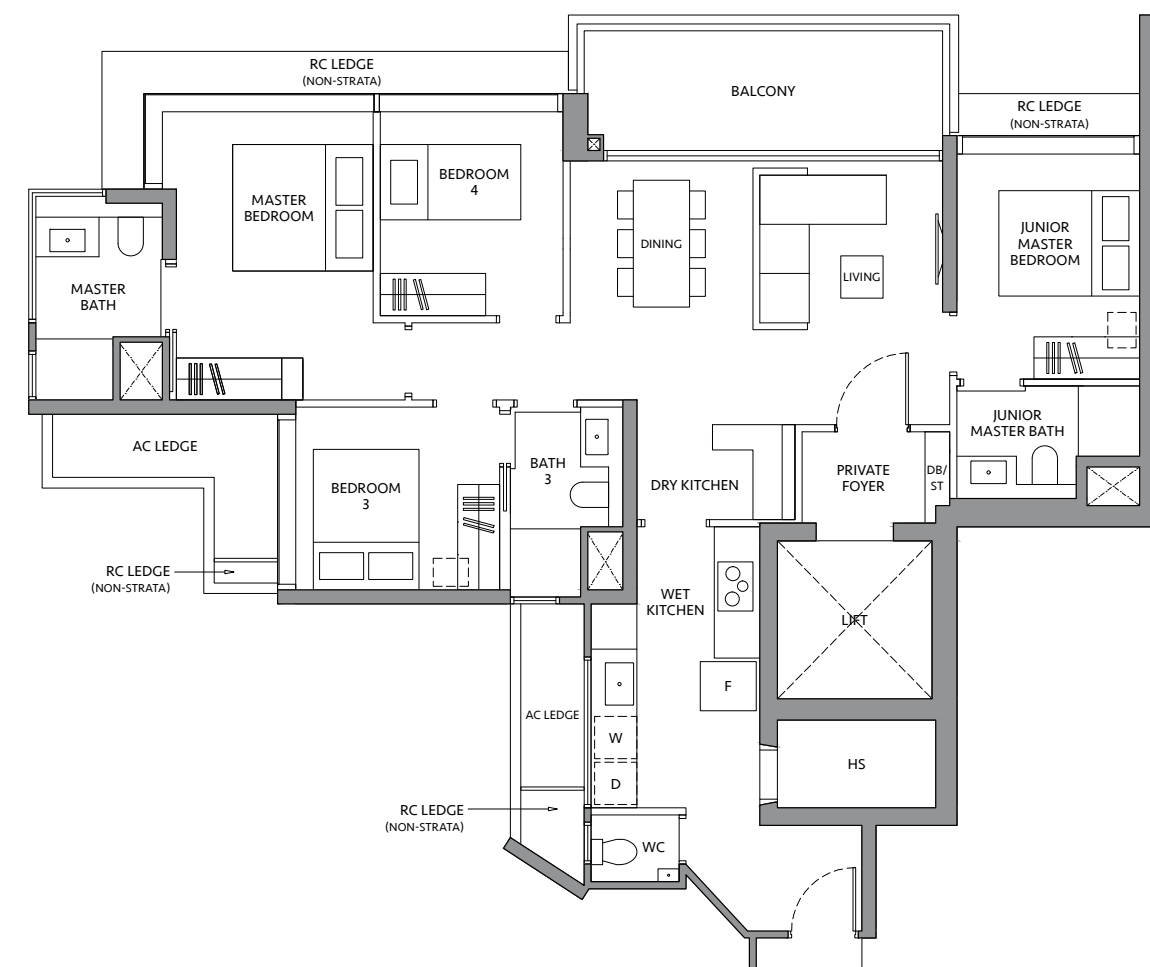 RC LEDGE
(NON-STRATA)
BALCONY
RC LEDGE
(NON-STRATA)
MASTER
BEDROOM
BEDROOM
4
DINING
LIVING
JUNIOR
MASTER
BEDROOM
MASTER
BATH
AC LEDGE
BEDROOM
3
BATH
3
DRY KITCHEN
PRIVATE
FOYER
DB/
ST
JUNIOR
MASTER BATH
RC LEDGE
(NON-STRATA)
WET
KITCHEN
LIFT
F
AC LEDGE
W
D
HS
RC LEDGE
(NON-STRATA)
WC